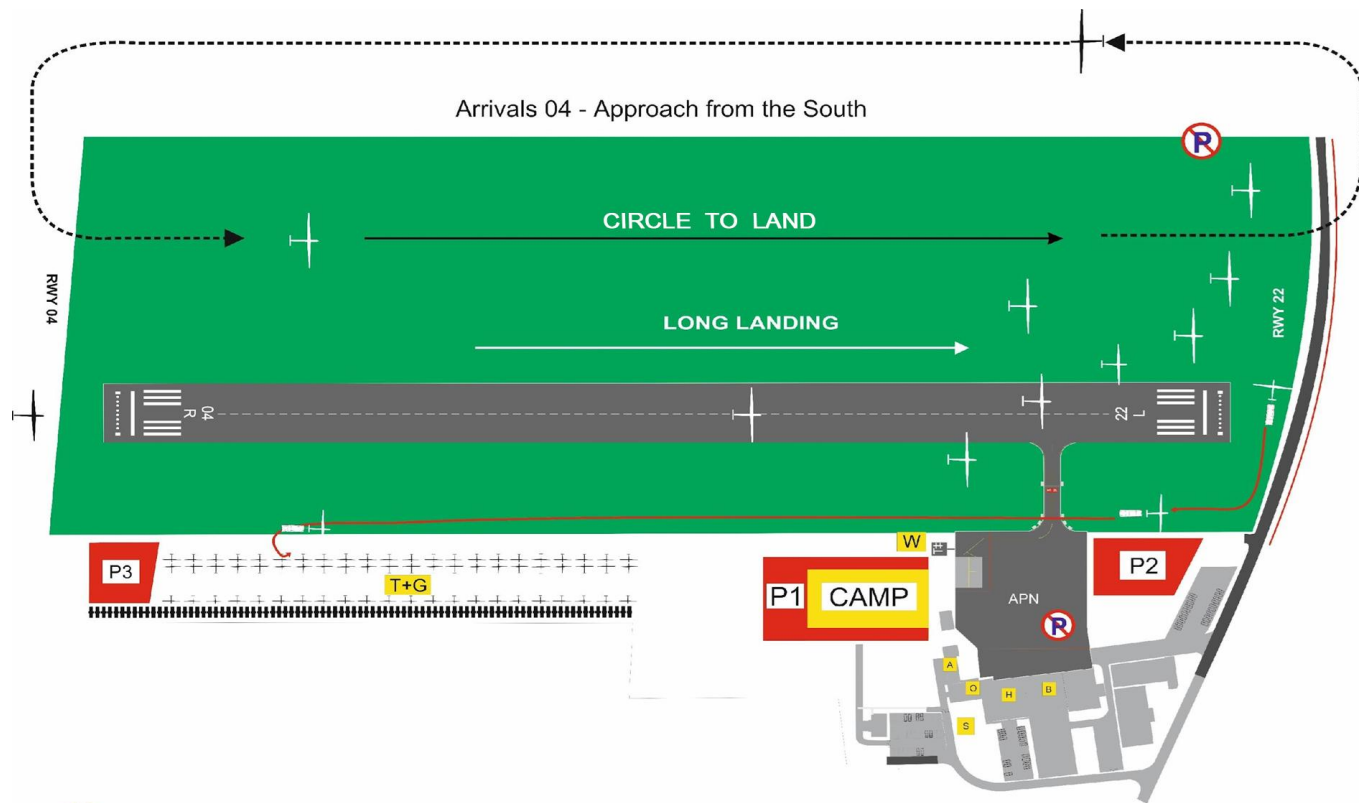 Arrivals 04 - Approach from the South
P
CIRCLE TO LAND
RWY 04
RWY 22
LONG LANDING
04
R
22
L
P3
T+G
W
P1
CAMP
P2
APN
P
A
O
H
B
S